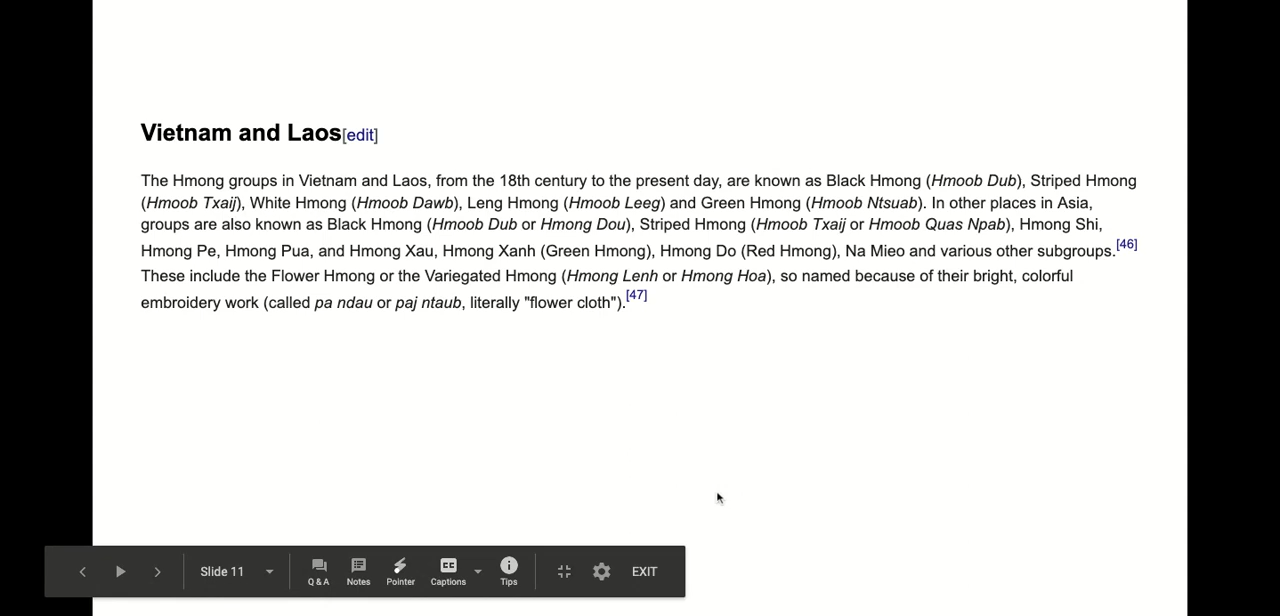 Vietnam and Laos[edit]
The Hmong groups in Vietnam and Laos, from the 18th century to the present day, are known as Black Hmong (Hmoob Dub), Striped Hmong
(Hmoob Txaij), White Hmong (Hmoob Dawb), Leng Hmong (Hmoob Leeg) and Green Hmong (Hmoob Ntsuab). In other places in Asia,
groups are also known as Black Hmong (Hmoob Dub or Hmong Dou), Striped Hmong (Hmoob Txaij or Hmoob Quas Npab), Hmong Shi,
Hmong Pe, Hmong Pua, and Hmong Xau, Hmong Xanh (Green Hmong), Hmong Do (Red Hmong), Na Mieo and various other subgroups.[46]
These include the Flower Hmong or the Variegated Hmong (Hmong Lenh or Hmong Hoa), so named because of their bright, colorful
embroidery work (called pa ndau or paj ntaub, literally "flower cloth").[47]
Slide 11
Q & A
Notes
Pointer
Captions
Tips
EXIT